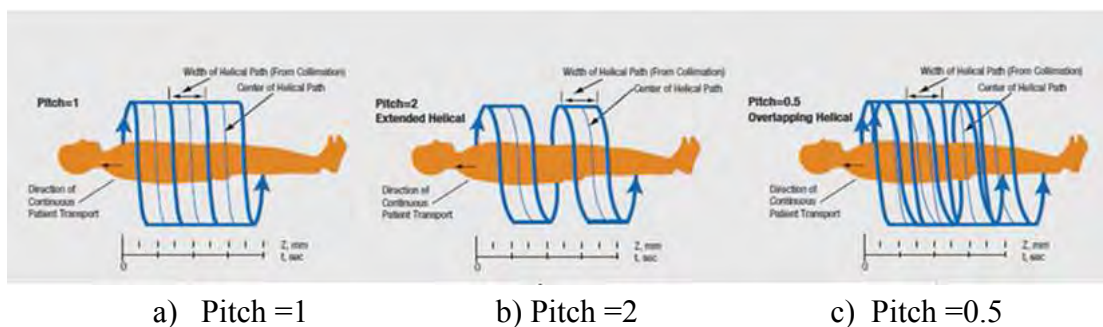 Width of Helical Path (From Collimation)
Center of Helical Path
Pitch=1
Direction of
Continuous
Patient Transport
0
Z, mm
t, sec
Width of Helical Path (From Collimation)
Center of Helical Path
Pitch=2
Extended Helical
Direction of
Continuous
Patient Transport
0
Z, mm
t, sec
Width of Helical Path (From Collimation)
Center of Helical Path
Pitch=0.5
Overlapping Helical
Direction of
Continuous
Patient Transport
0
Z, mm
t, sec
a) Pitch =1 b) Pitch =2 c) Pitch =0.5